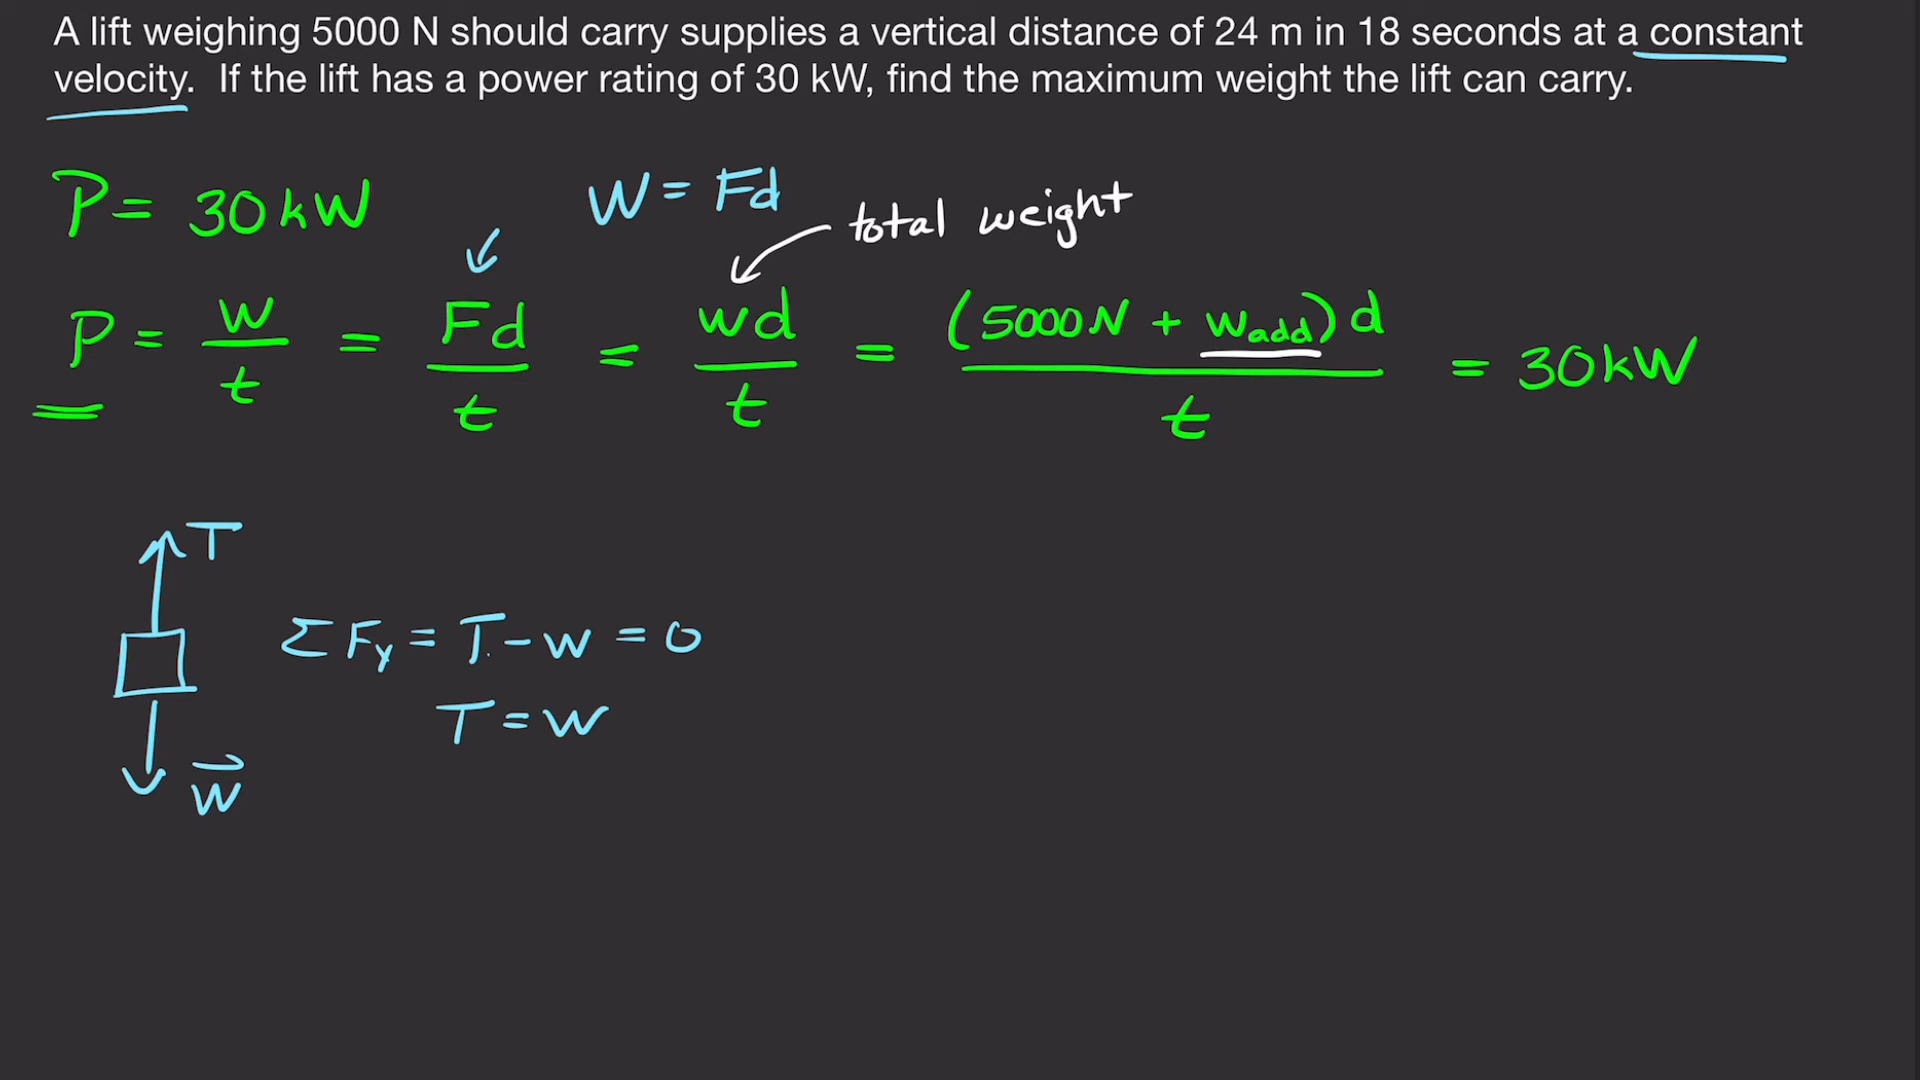 A lift weighing 5000 N should carry supplies a vertical distance of 24 m in 18 seconds at a constant
velocity. If the lift has a power rating of 30 kW, find the maximum weight the lift can carry.
P = 30 kW
W = Fd
total weight
P = W/t = Fd/t = wd/t = (5000 N + w_add) d / t = 30 kW
T
ΣF_y = T - w = 0
T = w
w⃗